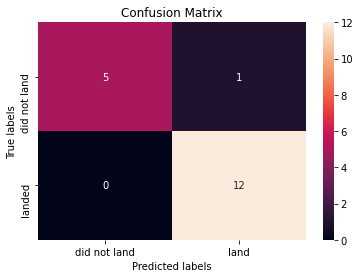 Confusion Matrix
12
10
8
6
4
2
0
True labels
did not land
landed
5
1
0
12
did not land
land
Predicted labels